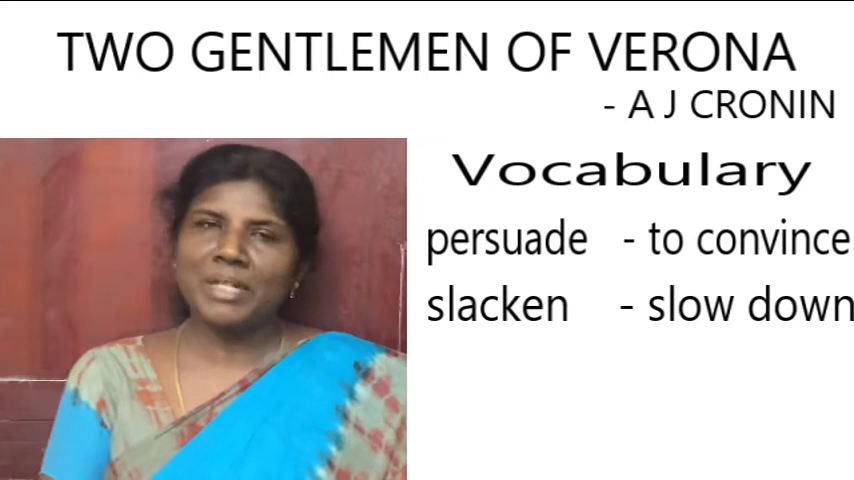 TWO GENTLEMEN OF VERONA
- A J CRONIN
Vocabulary
persuade - to convince
slacken - slow down